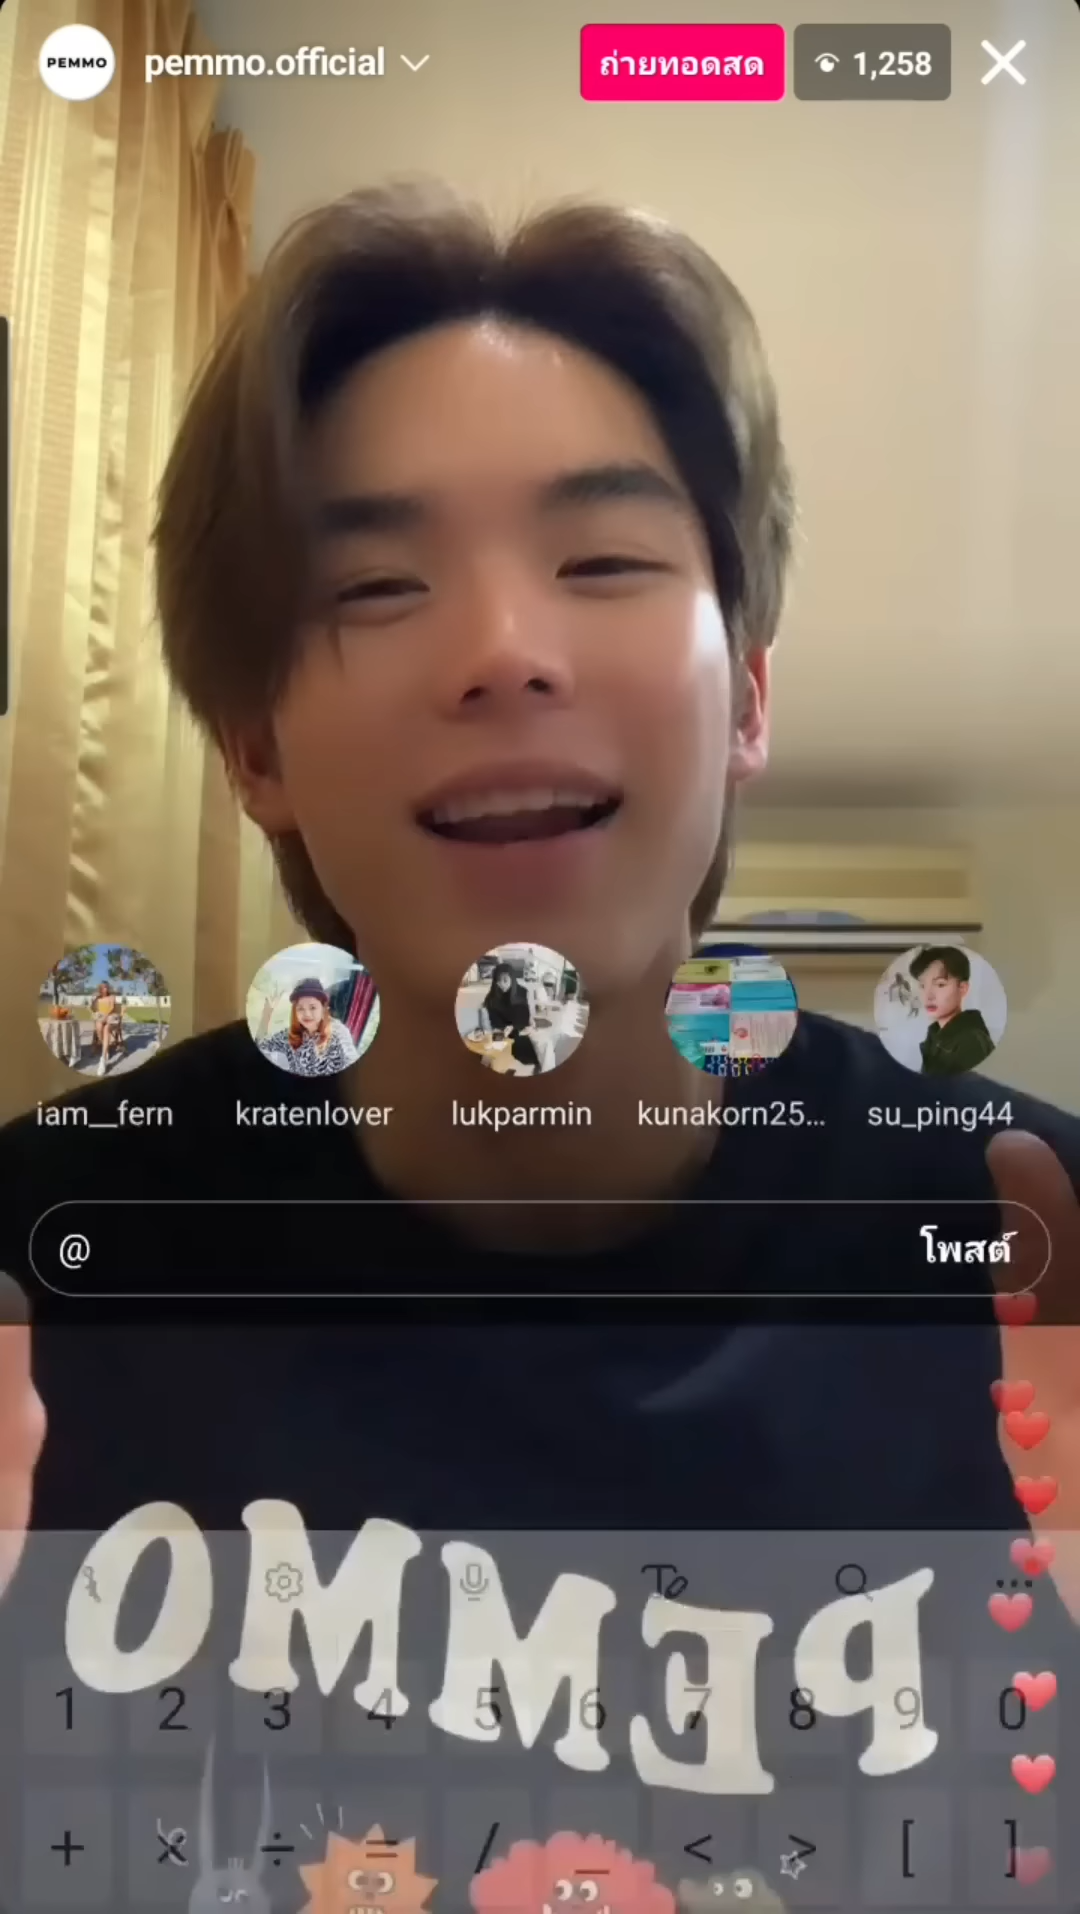 PEMMO
pemmo.official
ถ่ายทอดสด
1,258
iam__fern
kratenlover
lukparmin
kunakorn25...
su_ping44
@
โพสต์
PEMMO
1 2 3 4 5 6 7 8 9 0
+ × ÷ = / _ < > [ ]